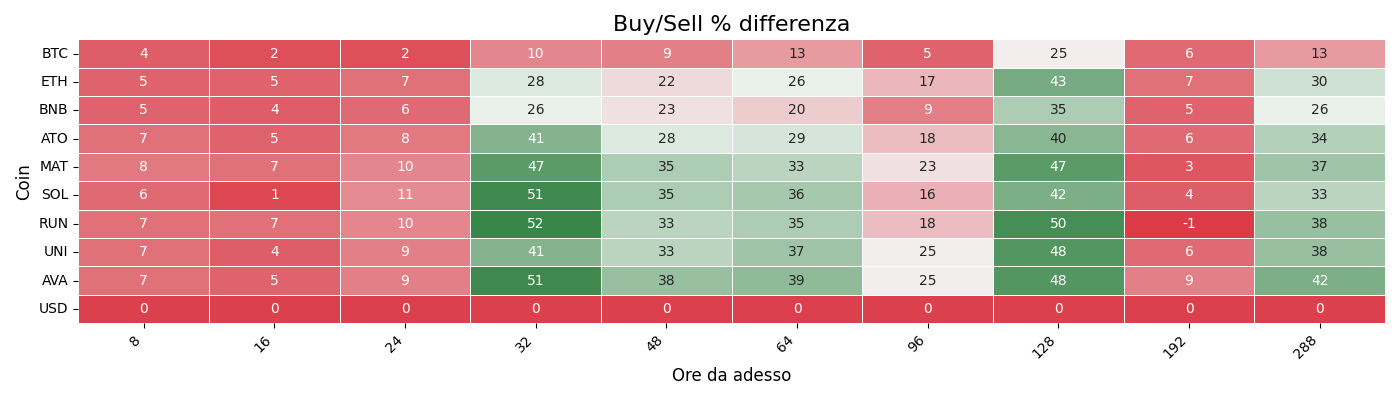 Buy/Sell % differenza
Coin
BTC 4 2 2 10 9 13 5 25 6 13
ETH 5 5 7 28 22 26 17 43 7 30
BNB 5 4 6 26 23 20 9 35 5 26
ATO 7 5 8 41 28 29 18 40 6 34
MAT 8 7 10 47 35 33 23 47 3 37
SOL 6 1 11 51 35 36 16 42 4 33
RUN 7 7 10 52 33 35 18 50 -1 38
UNI 7 4 9 41 33 37 25 48 6 38
AVA 7 5 9 51 38 39 25 48 9 42
USD 0 0 0 0 0 0 0 0 0 0
8 16 24 32 48 64 96 128 192 288
Ore da adesso